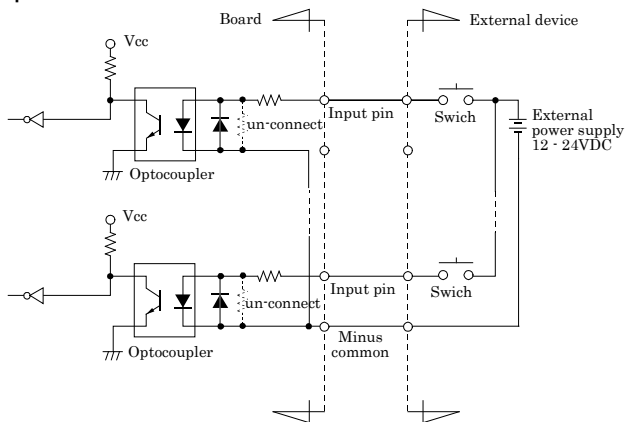 Board
External device
Vcc
un-connect
Input pin
Swich
External
power supply
12 - 24VDC
Optocoupler
Vcc
un-connect
Input pin
Swich
Optocoupler
Minus
common